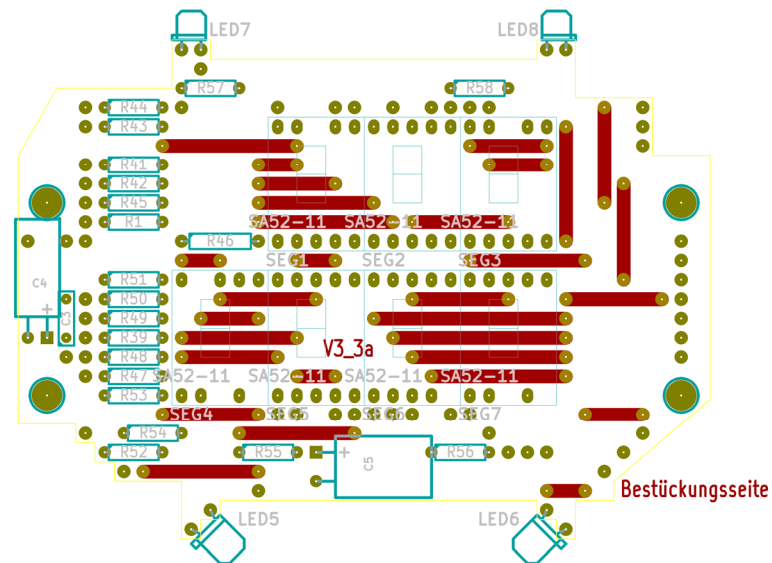 LED7
LED8
R57
R58
R44
R43
R41
R42
R45
R1
SA52-11
SA52-11
SA52-11
R46
SEG1
SEG2
SEG3
C4
+
R51
R50
R49
C3
R39
R48
V3_3a
R47
SA52-11
SA52-11
SA52-11
R53
SEG4
SEG5
SEG6
SEG7
R54
R52
R55
+
C5
R56
Bestückungsseite
LED5
LED6